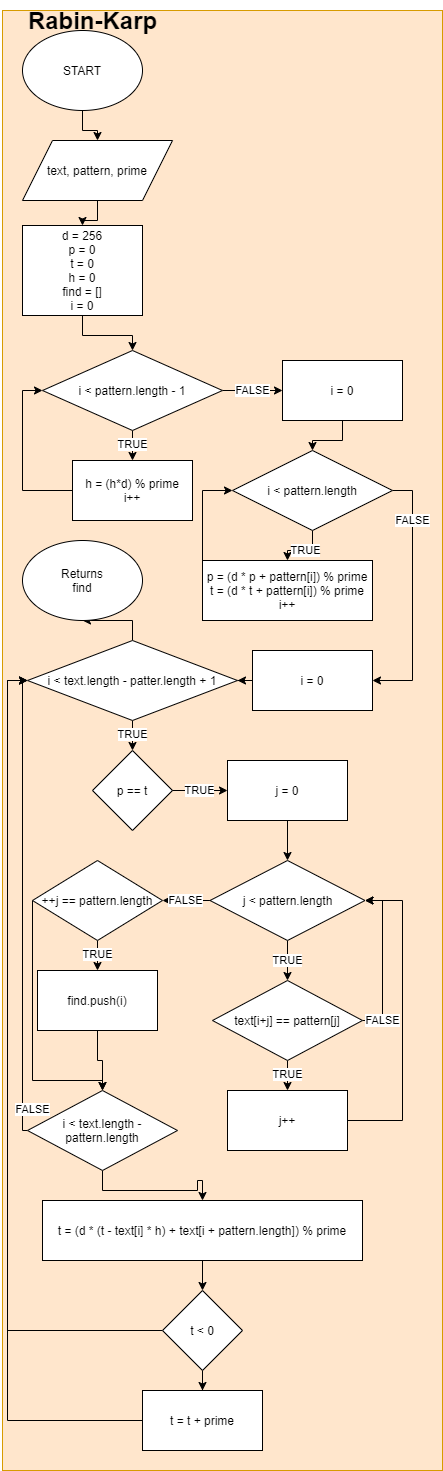 Rabin-Karp
START
text, pattern, prime
d = 256
p = 0
t = 0
h = 0
find = []
i = 0
i < pattern.length - 1
FALSE
i = 0
TRUE
h = (h*d) % prime
i++
i < pattern.length
FALSE
TRUE
p = (d * p + pattern[i]) % prime
t = (d * t + pattern[i]) % prime
i++
Returns
find
i < text.length - patter.length + 1
i = 0
TRUE
p == t
TRUE
j = 0
++j == pattern.length
FALSE
j < pattern.length
TRUE
find.push(i)
TRUE
text[i+j] == pattern[j]
FALSE
TRUE
j++
FALSE
i < text.length -
pattern.length
t = (d * (t - text[i] * h) + text[i + pattern.length]) % prime
t < 0
t = t + prime